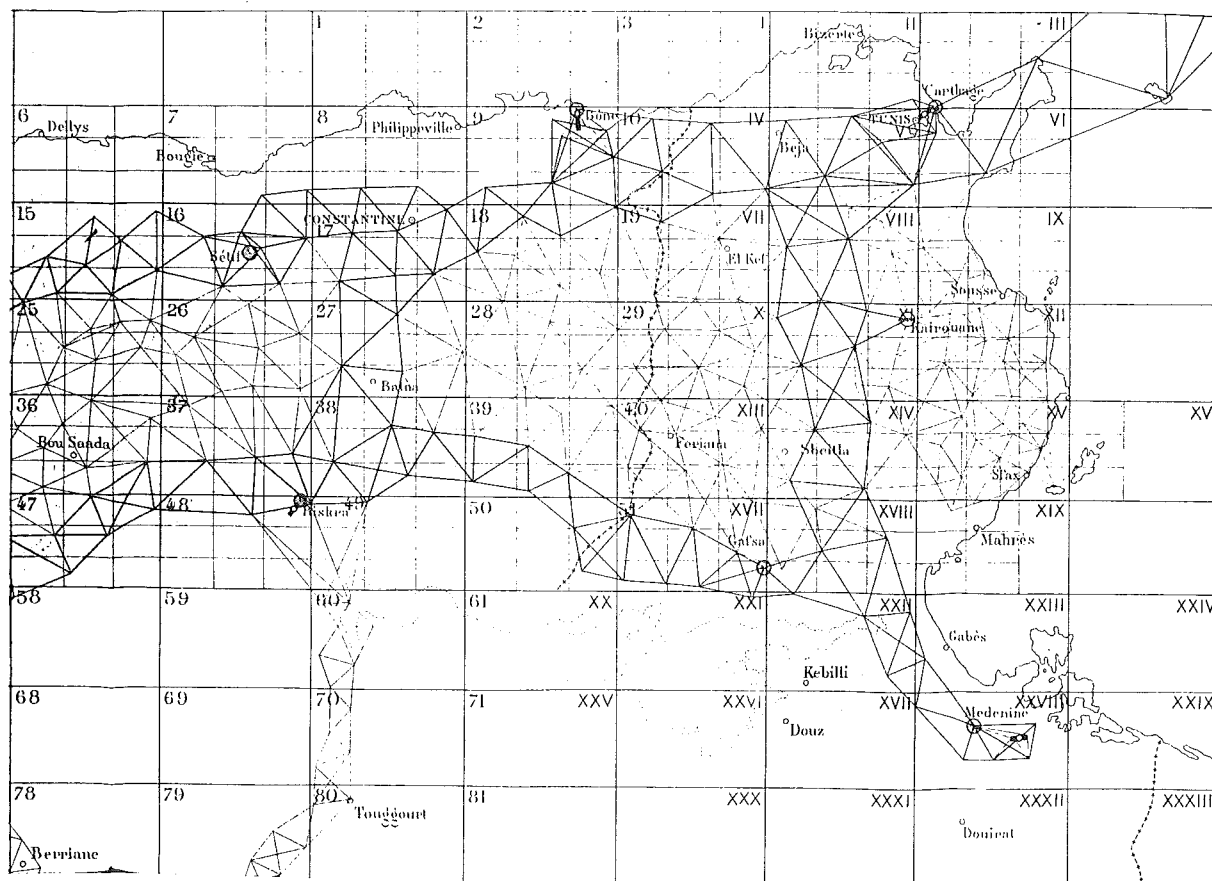 1 2 3 I II III
Bizerte
Carthage
6 7 8 9 10 IV V VI
Dellys Philippeville Bône TUNIS
Bougie Beja
15 16 17 18 19 VII VIII IX
CONSTANTINE
Sétif El Kef
Sousse
25 26 27 28 29 X XI XII
Kairouane
Batna
36 37 38 39 40 XIII XIV XV XV
Bou Saada Feriana Sbeitla
Sfax
47 48 49 50 51 XVII XVIII XIX
Biskra
Gafsa Mahrès
58 59 60 61 XX XXI XXII XXIII XXIV
Gabès
Kebilli
68 69 70 71 XXV XXVI XVII XXVIII XXIX
Medenine
Douz
78 79 80 81 XXX XXXI XXXII XXXIII
Touggourt
Douirat
Berriane